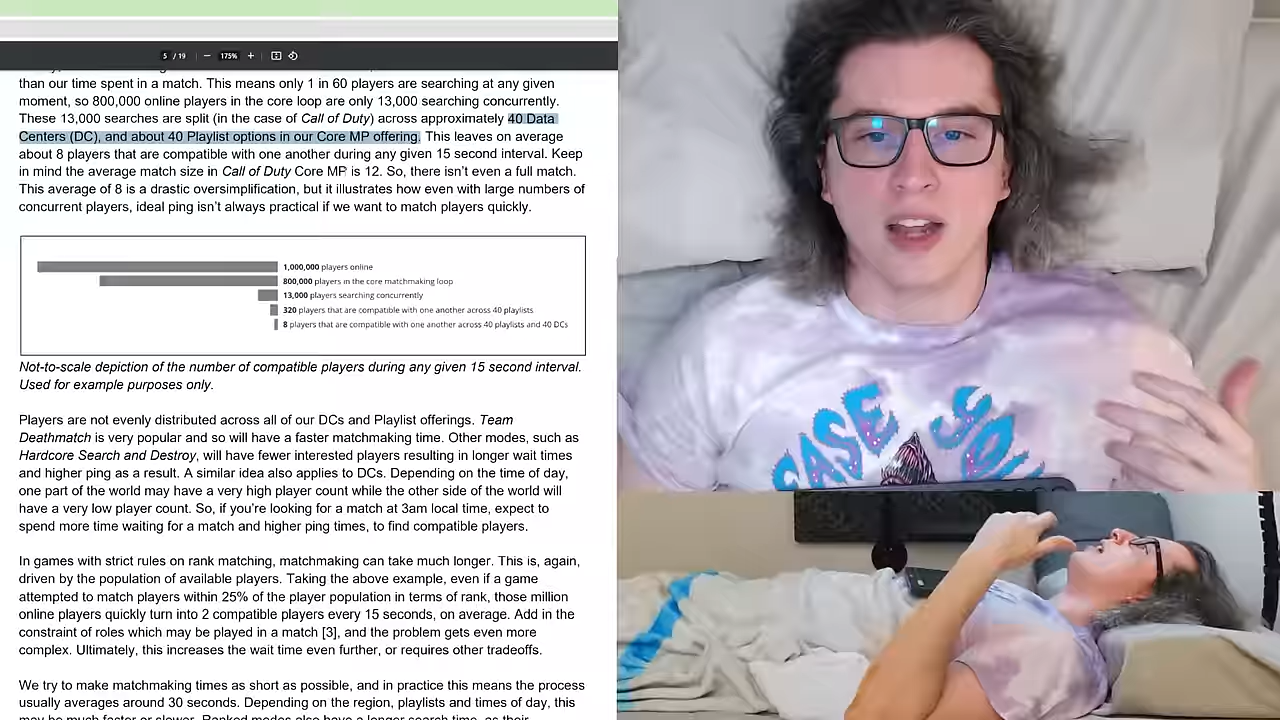 5 / 19 − 175% +
than our time spent in a match. This means only 1 in 60 players are searching at any given
moment, so 800,000 online players in the core loop are only 13,000 searching concurrently.
These 13,000 searches are split (in the case of Call of Duty) across approximately 40 Data
Centers (DC), and about 40 Playlist options in our Core MP offering. This leaves on average
about 8 players that are compatible with one another during any given 15 second interval. Keep
in mind the average match size in Call of Duty Core MP is 12. So, there isn’t even a full match.
This average of 8 is a drastic oversimplification, but it illustrates how even with large numbers of
concurrent players, ideal ping isn’t always practical if we want to match players quickly.
1,000,000 players online
800,000 players in the core matchmaking loop
13,000 players searching concurrently
320 players that are compatible with one another across 40 playlists
8 players that are compatible with one another across 40 playlists and 40 DCs
Not-to-scale depiction of the number of compatible players during any given 15 second interval.
Used for example purposes only.
Players are not evenly distributed across all of our DCs and Playlist offerings. Team
Deathmatch is very popular and so will have a faster matchmaking time. Other modes, such as
Hardcore Search and Destroy, will have fewer interested players resulting in longer wait times
and higher ping as a result. A similar idea also applies to DCs. Depending on the time of day,
one part of the world may have a very high player count while the other side of the world will
have a very low player count. So, if you’re looking for a match at 3am local time, expect to
spend more time waiting for a match and higher ping times, to find compatible players.
In games with strict rules on rank matching, matchmaking can take much longer. This is, again,
driven by the population of available players. Taking the above example, even if a game
attempted to match players within 25% of the player population in terms of rank, those million
online players quickly turn into 2 compatible players every 15 seconds, on average. Add in the
constraint of roles which may be played in a match [3], and the problem gets even more
complex. Ultimately, this increases the wait time even further, or requires other tradeoffs.
We try to make matchmaking times as short as possible, and in practice this means the process
usually averages around 30 seconds. Depending on the region, playlists and times of day, this
may be much faster or slower. Ranked modes also have a longer search time, as their